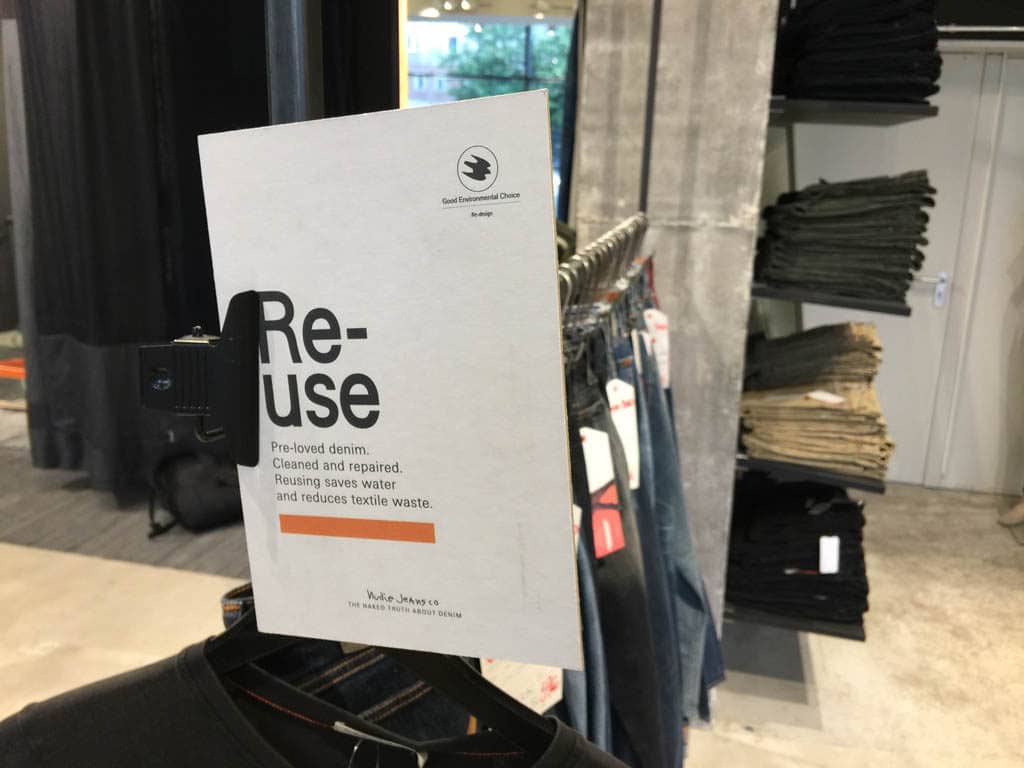 Good Environmental Choice
Re-design
Re-
use
Pre-loved denim.
Cleaned and repaired.
Reusing saves water
and reduces textile waste.
Nudie Jeans co
THE NAKED TRUTH ABOUT DENIM